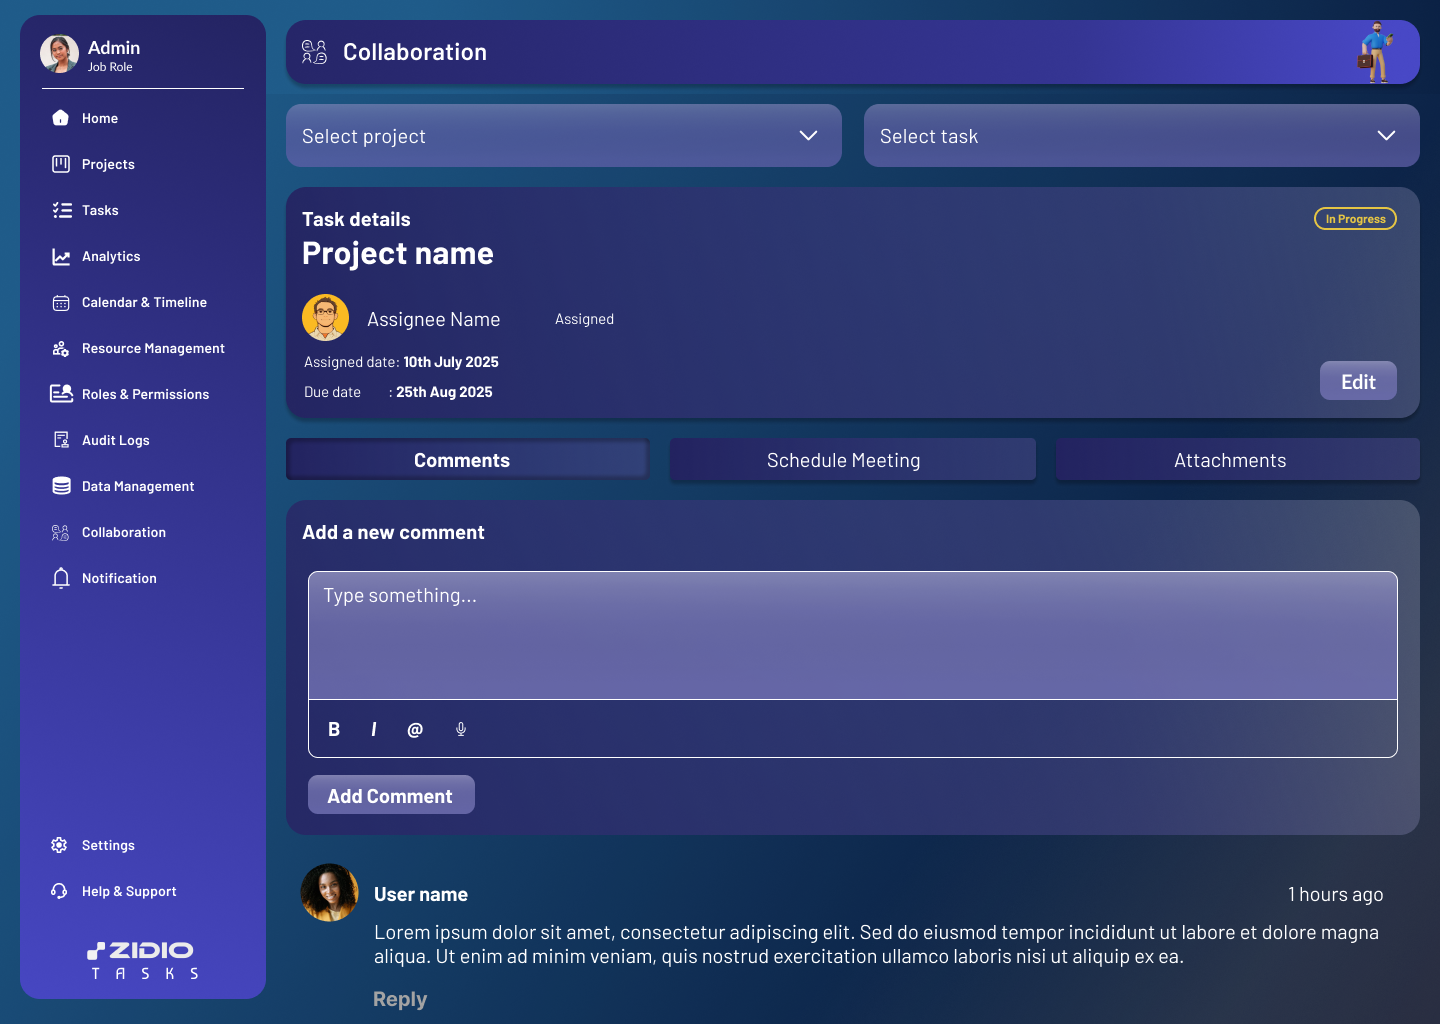 Admin
Job Role
Home
Projects
Tasks
Analytics
Calendar & Timeline
Resource Management
Roles & Permissions
Audit Logs
Data Management
Collaboration
Notification
Settings
Help & Support
ZIDIO
TASKS
Collaboration
Select project
Select task
Task details
In Progress
Project name
Assignee Name
Assigned
Assigned date: 10th July 2025
Due date : 25th Aug 2025
Edit
Comments
Schedule Meeting
Attachments
Add a new comment
Type something...
B I @
Add Comment
User name
1 hours ago
Lorem ipsum dolor sit amet, consectetur adipiscing elit. Sed do eiusmod tempor incididunt ut labore et dolore magna
aliqua. Ut enim ad minim veniam, quis nostrud exercitation ullamco laboris nisi ut aliquip ex ea.
Reply